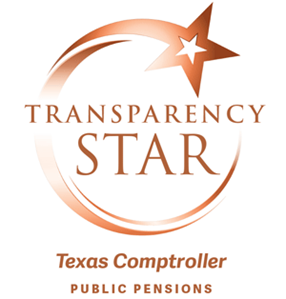 TRANSPARENCY
STAR
Texas Comptroller
PUBLIC PENSIONS